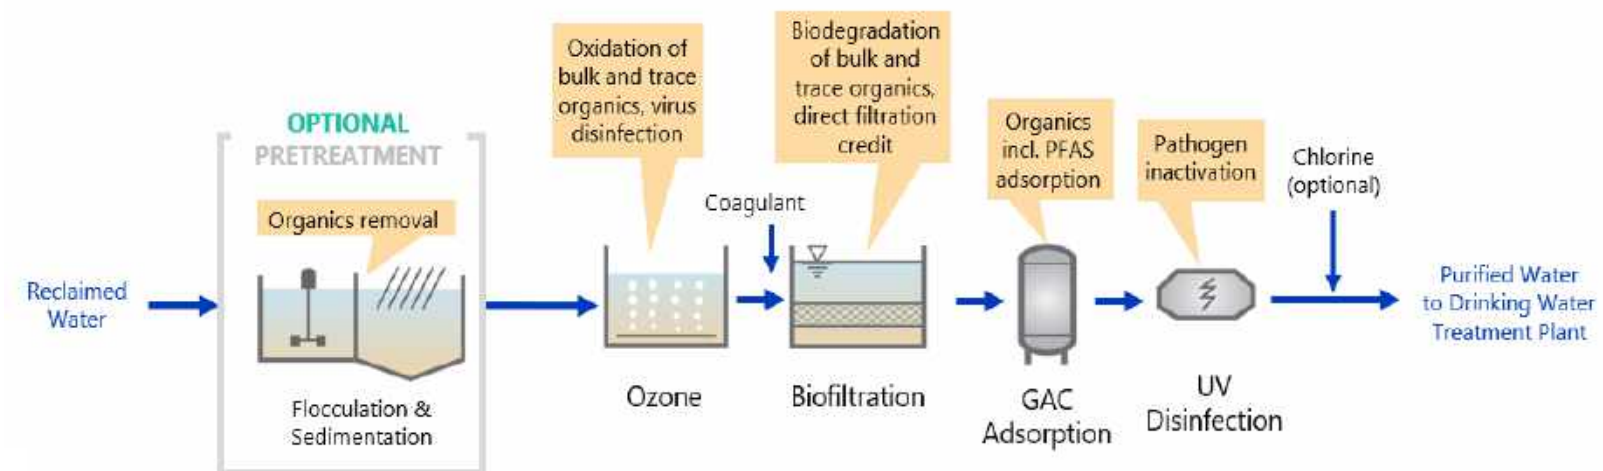 Reclaimed
Water
OPTIONAL
PRETREATMENT
Organics removal
Flocculation &
Sedimentation
Oxidation of
bulk and trace
organics, virus
disinfection
Ozone
Coagulant
Biodegradation
of bulk and
trace organics,
direct filtration
credit
Biofiltration
Organics
incl. PFAS
adsorption
GAC
Adsorption
Pathogen
inactivation
UV
Disinfection
Chlorine
(optional)
Purified Water
to Drinking Water
Treatment Plant